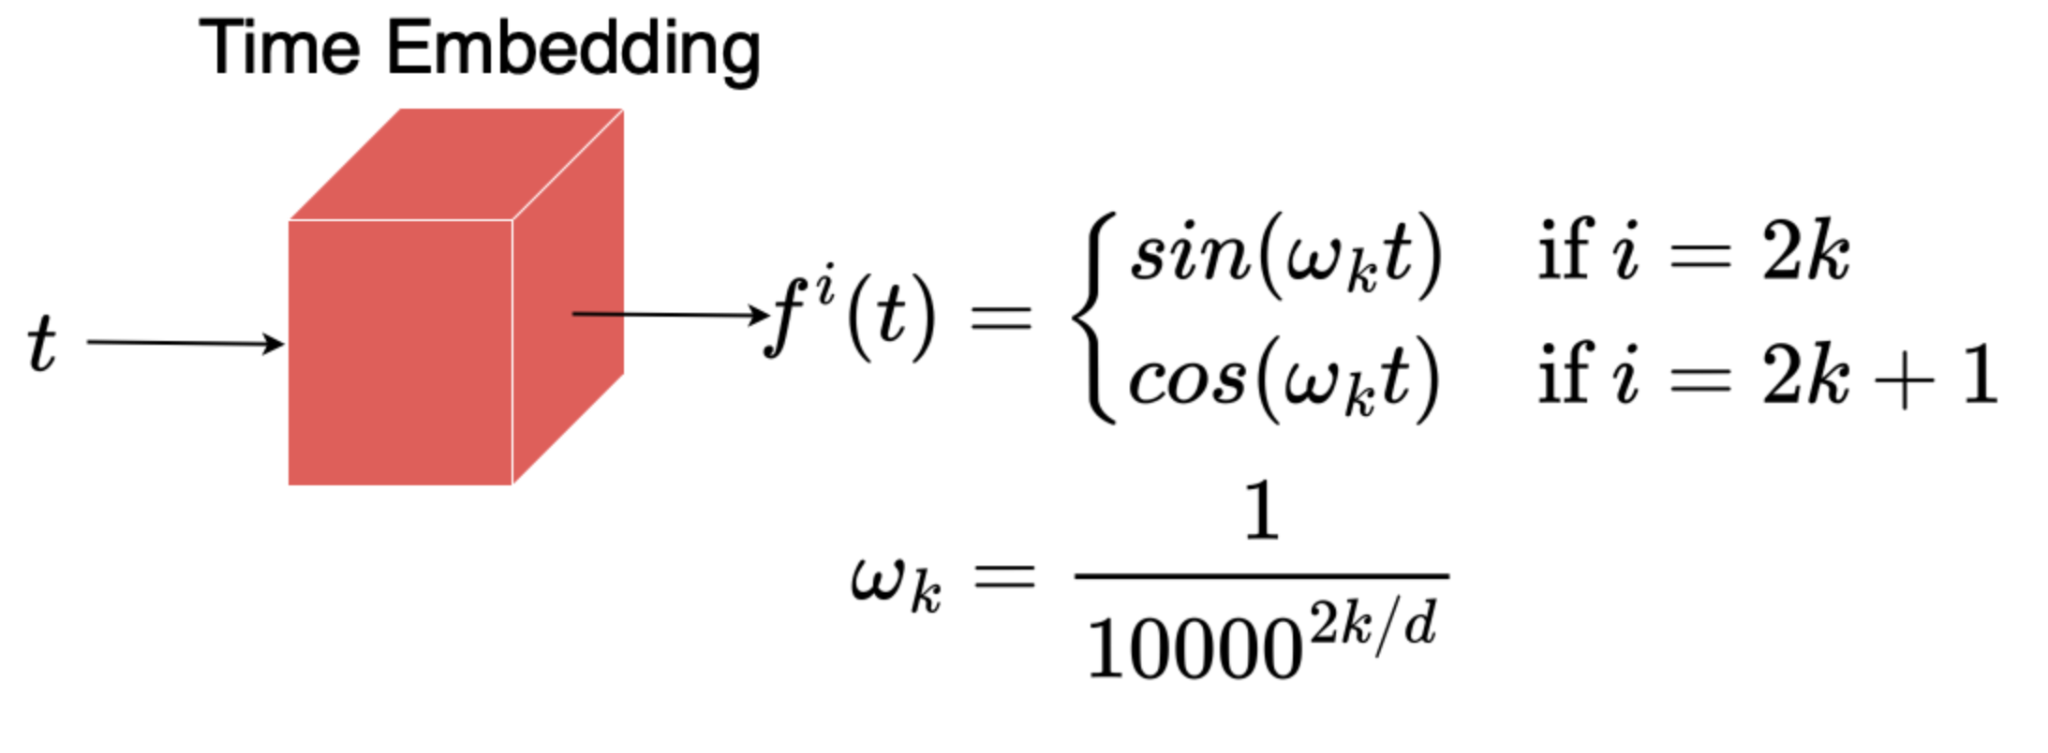 Time Embedding
t
f^i(t) = { sin(ω_k t) if i = 2k
cos(ω_k t) if i = 2k + 1
ω_k = 1 / 10000^{2k/d}